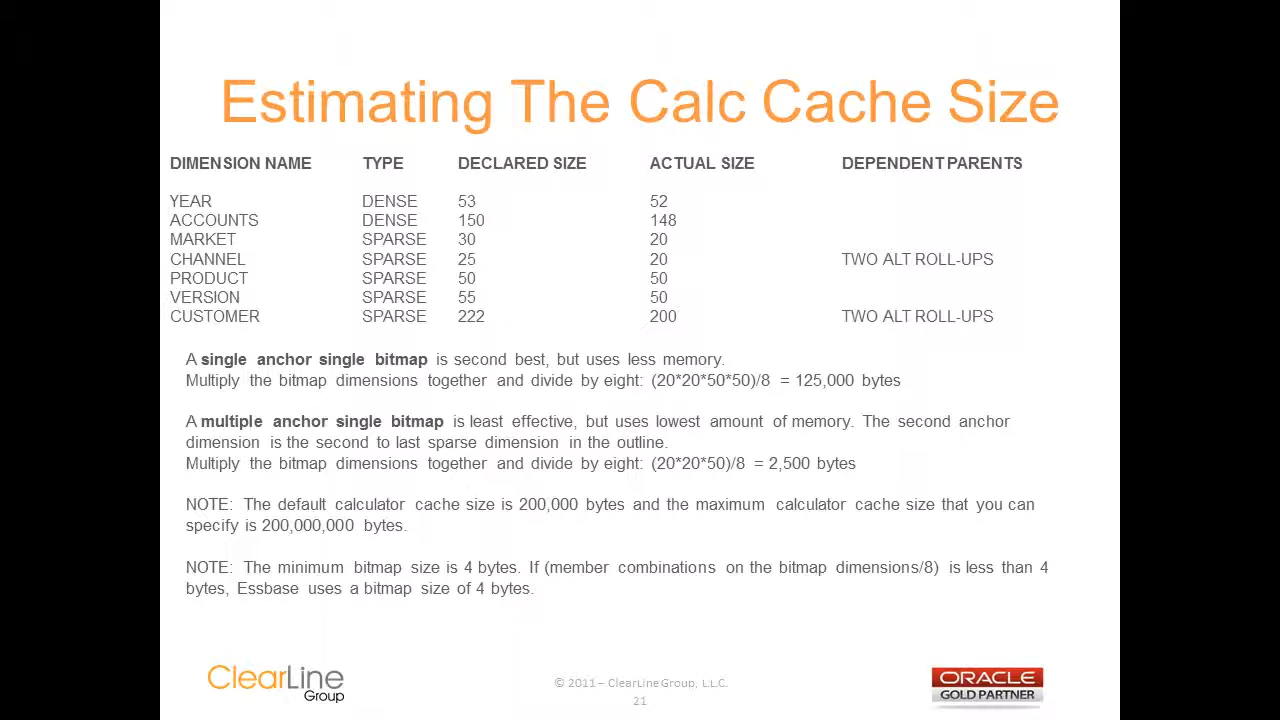 Estimating The Calc Cache Size
DIMENSION NAME TYPE DECLARED SIZE ACTUAL SIZE DEPENDENT PARENTS
YEAR DENSE 53 52
ACCOUNTS DENSE 150 148
MARKET SPARSE 30 20
CHANNEL SPARSE 25 20 TWO ALT ROLL-UPS
PRODUCT SPARSE 50 50
VERSION SPARSE 55 50
CUSTOMER SPARSE 222 200 TWO ALT ROLL-UPS
A single anchor single bitmap is second best, but uses less memory.
Multiply the bitmap dimensions together and divide by eight: (20*20*50*50)/8 = 125,000 bytes
A multiple anchor single bitmap is least effective, but uses lowest amount of memory. The second anchor
dimension is the second to last sparse dimension in the outline.
Multiply the bitmap dimensions together and divide by eight: (20*20*50)/8 = 2,500 bytes
NOTE: The default calculator cache size is 200,000 bytes and the maximum calculator cache size that you can
specify is 200,000,000 bytes.
NOTE: The minimum bitmap size is 4 bytes. If (member combinations on the bitmap dimensions/8) is less than 4
bytes, Essbase uses a bitmap size of 4 bytes.
ClearLine
Group
© 2011 – ClearLine Group, L.L.C.
21
ORACLE
GOLD PARTNER